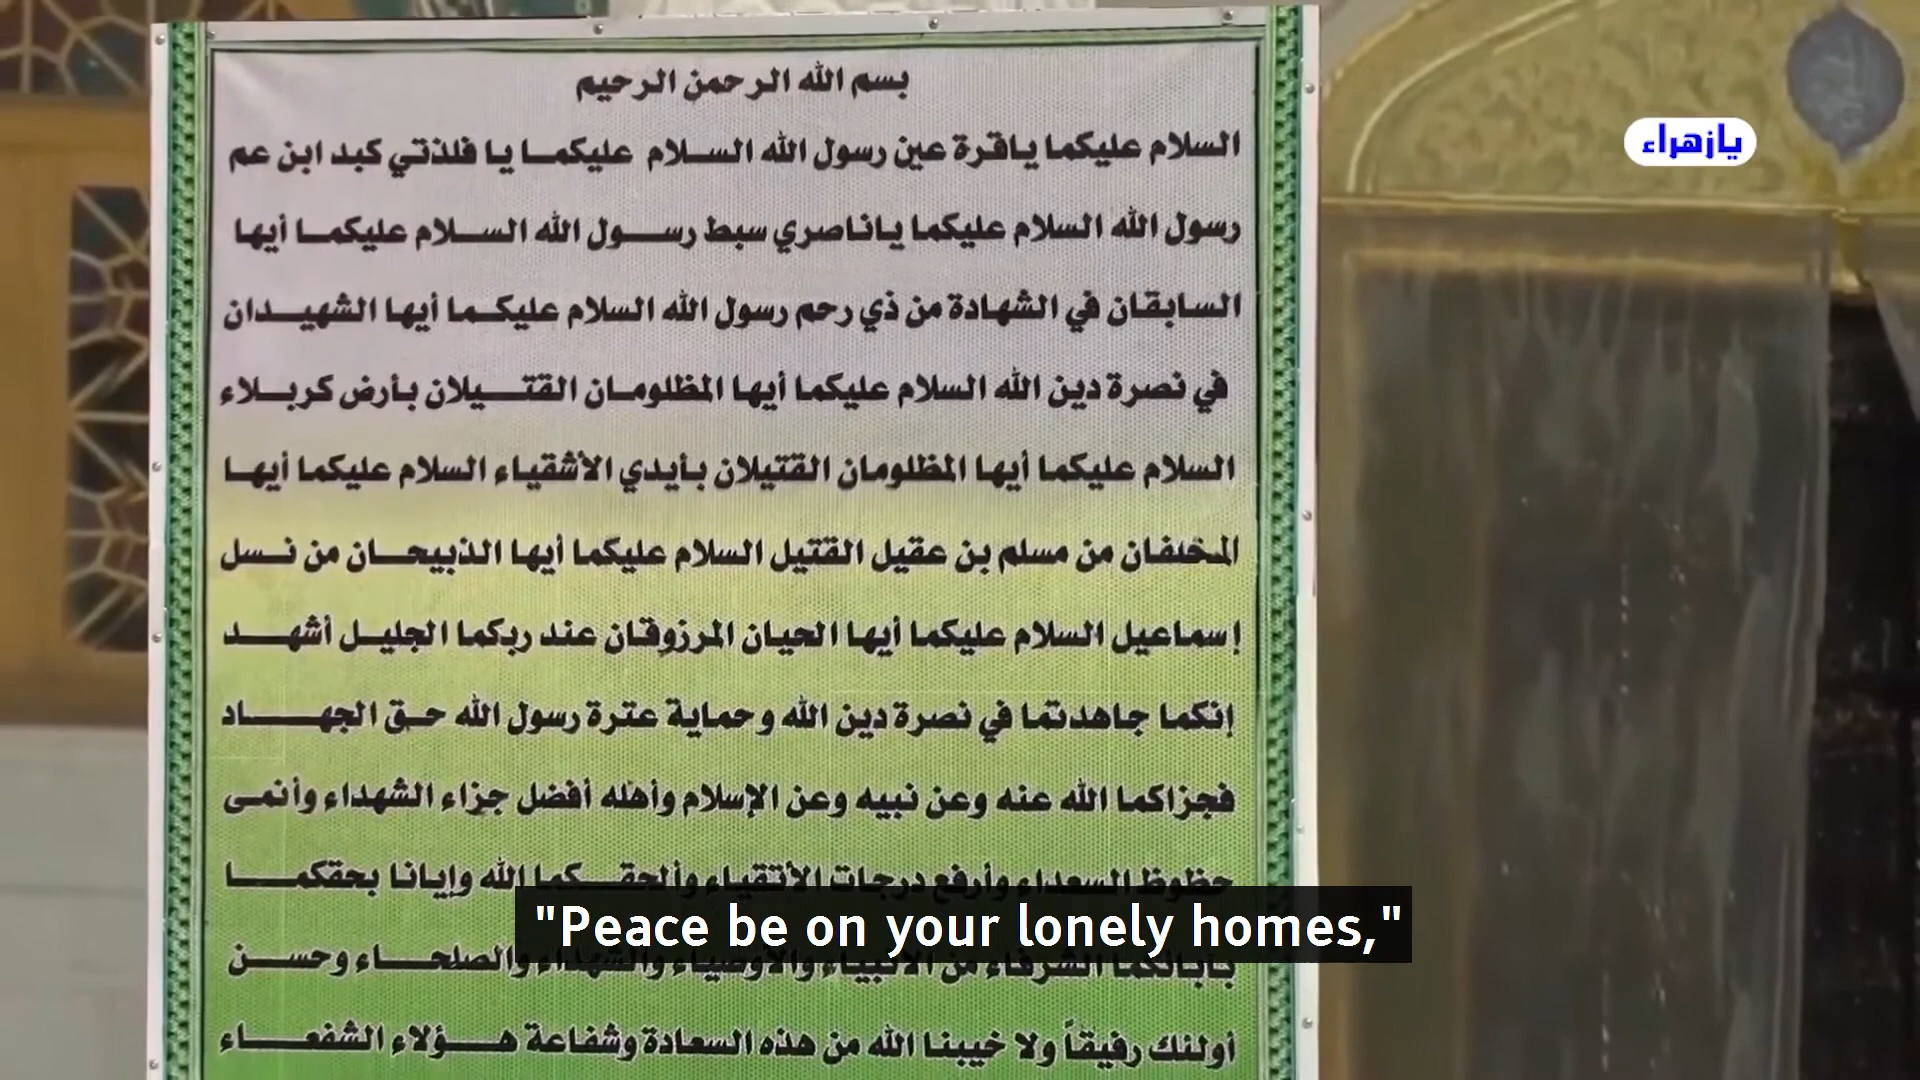 بسم الله الرحمن الرحيم
السلام عليكما ياقرة عين رسول الله السلام عليكما يا فلذتي كبد ابن عم
يازهراء
رسول الله السلام عليكما ياناصري سبط رسول الله السلام عليكما أيها
السابقان في الشهادة من ذي رحم رسول الله السلام عليكما أيها الشهيدان
في نصرة دين الله السلام عليكما أيها المظلومان القتيلان بأرض كربلاء
السلام عليكما أيها المظلومان القتيلان بأيدي الأشقياء السلام عليكما أيها
المخلفان من مسلم بن عقيل القتيل السلام عليكما أيها الذبيحان من نسل
إسماعيل السلام عليكما أيها الحيان المرزوقان عند ربكما الجليل أشهد
إنكما جاهدتما في نصرة دين الله وحماية عترة رسول الله حق الجهاد
فجزاكما الله عنه وعن نبيه وعن الإسلام وأهله أفضل جزاء الشهداء وأنمى
حظوظ السعداء وأرفع درجات الأتقياء وألحقكما الله وإيانا بحقكما
"Peace be on your lonely homes,"
بآبائكما الشرفاء من الأنبياء والأوصياء والشهداء والصلحاء وحسن
أولئك رفيقاً ولا خيبنا الله من هذه السعادة وشفاعة هؤلاء الشفعاء